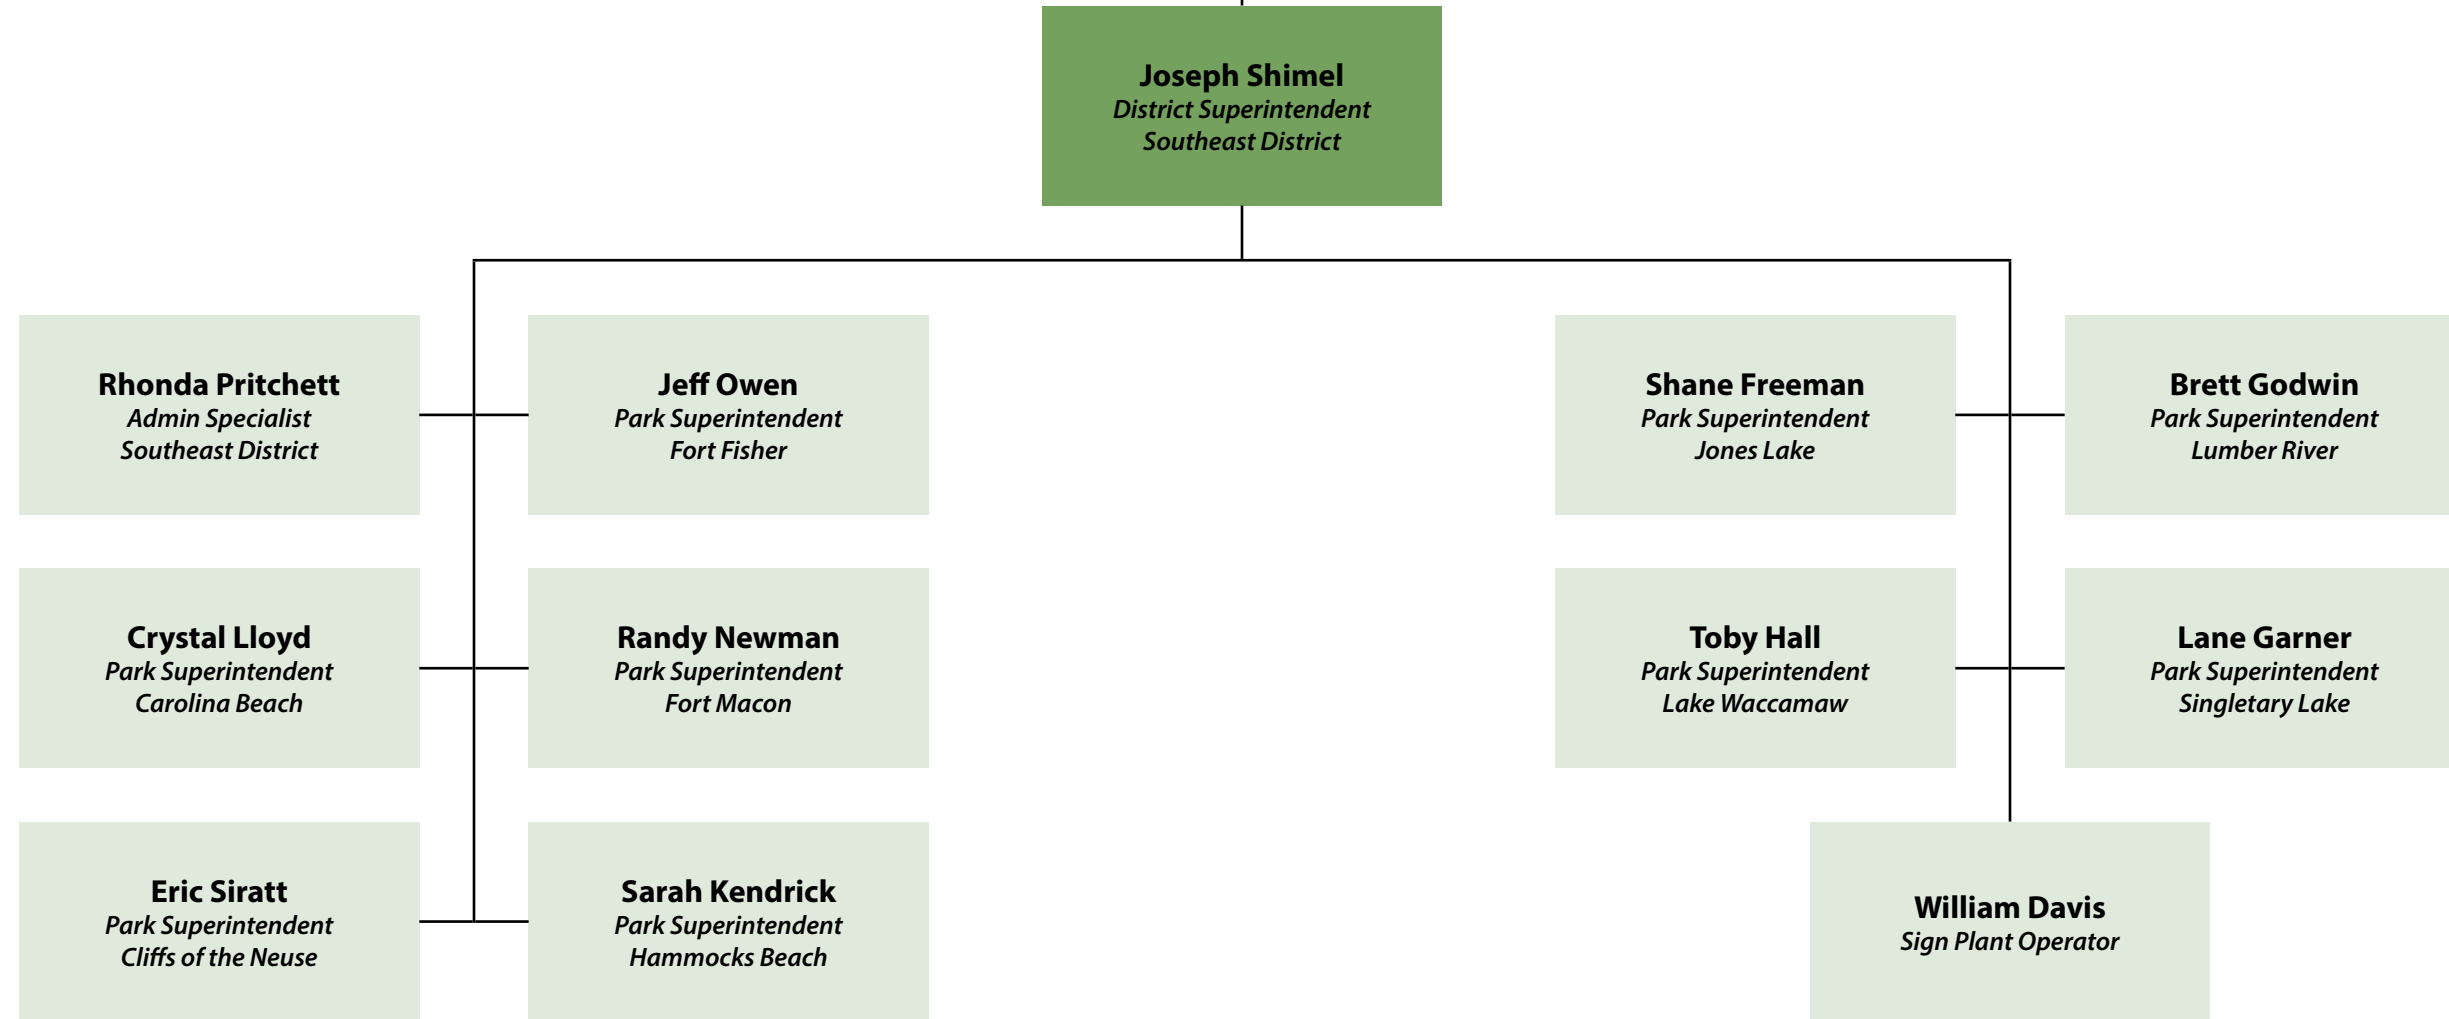 Joseph Shimel
District Superintendent
Southeast District
Rhonda Pritchett
Admin Specialist
Southeast District
Jeff Owen
Park Superintendent
Fort Fisher
Shane Freeman
Park Superintendent
Jones Lake
Brett Godwin
Park Superintendent
Lumber River
Crystal Lloyd
Park Superintendent
Carolina Beach
Randy Newman
Park Superintendent
Fort Macon
Toby Hall
Park Superintendent
Lake Waccamaw
Lane Garner
Park Superintendent
Singletary Lake
Eric Siratt
Park Superintendent
Cliffs of the Neuse
Sarah Kendrick
Park Superintendent
Hammocks Beach
William Davis
Sign Plant Operator